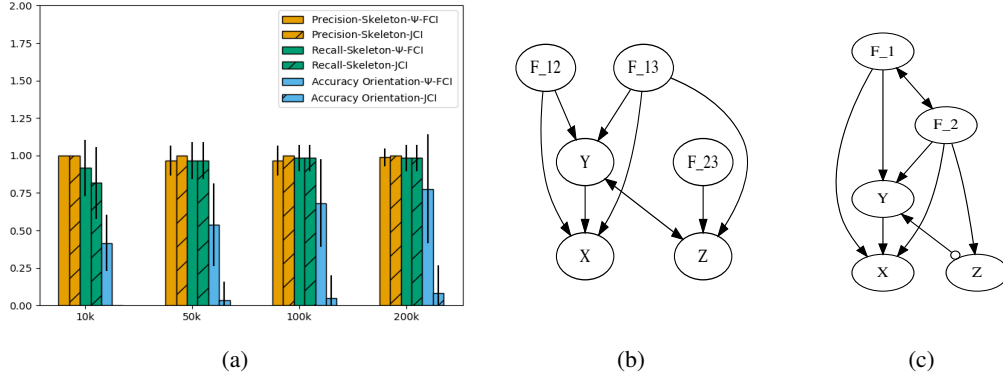 2.00
1.75
1.50
1.25
1.00
0.75
0.50
0.25
0.00
Precision-Skeleton-Ψ-FCI
Precision-Skeleton-JCI
Recall-Skeleton-Ψ-FCI
Recall-Skeleton-JCI
Accuracy Orientation-Ψ-FCI
Accuracy Orientation-JCI
10k
50k
100k
200k
(a)
F_12
F_13
Y
F_23
X
Z
(b)
F_1
F_2
Y
X
Z
(c)